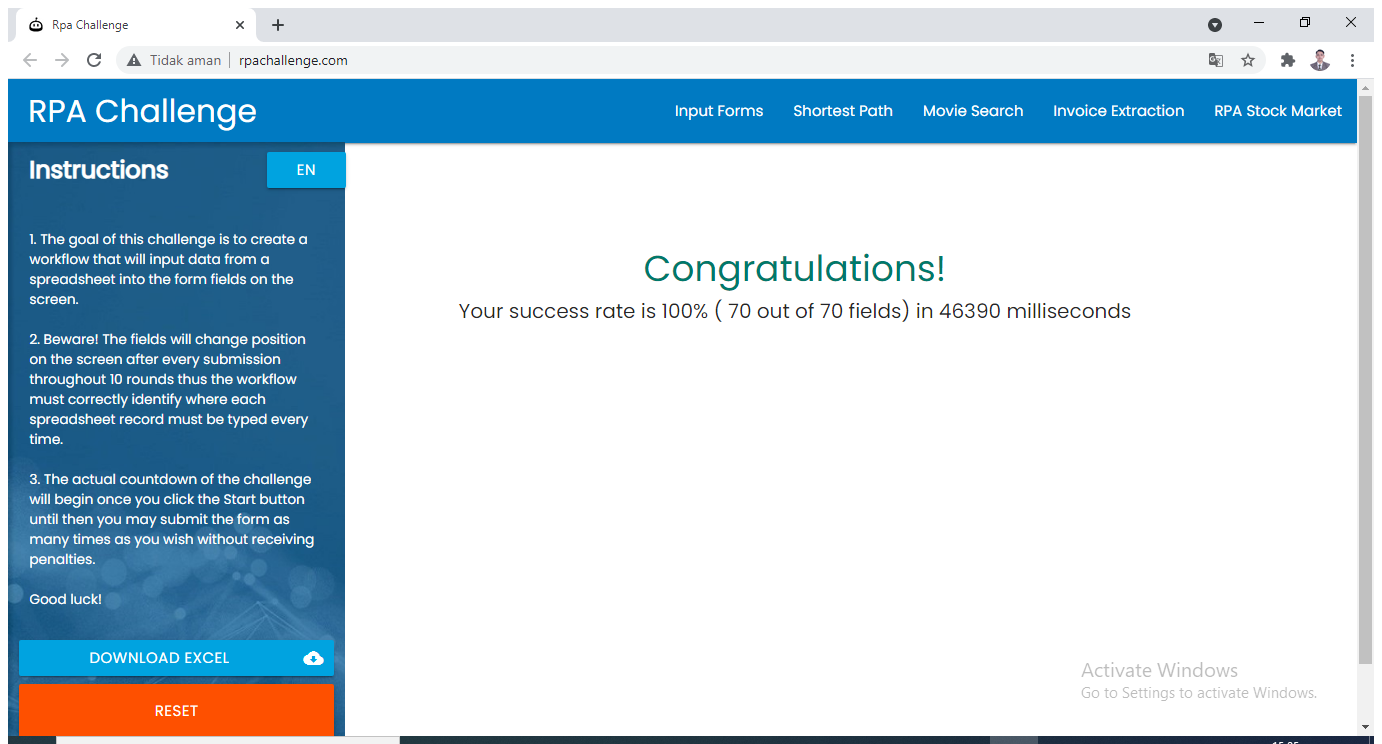 Rpa Challenge
Tidak aman
rpachallenge.com
RPA Challenge
Input Forms
Shortest Path
Movie Search
Invoice Extraction
RPA Stock Market
Instructions
EN
1. The goal of this challenge is to create a
workflow that will input data from a
spreadsheet into the form fields on the
screen.
2. Beware! The fields will change position
on the screen after every submission
throughout 10 rounds thus the workflow
must correctly identify where each
spreadsheet record must be typed every
time.
3. The actual countdown of the challenge
will begin once you click the Start button
until then you may submit the form as
many times as you wish without receiving
penalties.
Good luck!
DOWNLOAD EXCEL
RESET
Congratulations!
Your success rate is 100% ( 70 out of 70 fields) in 46390 milliseconds
Activate Windows
Go to Settings to activate Windows.